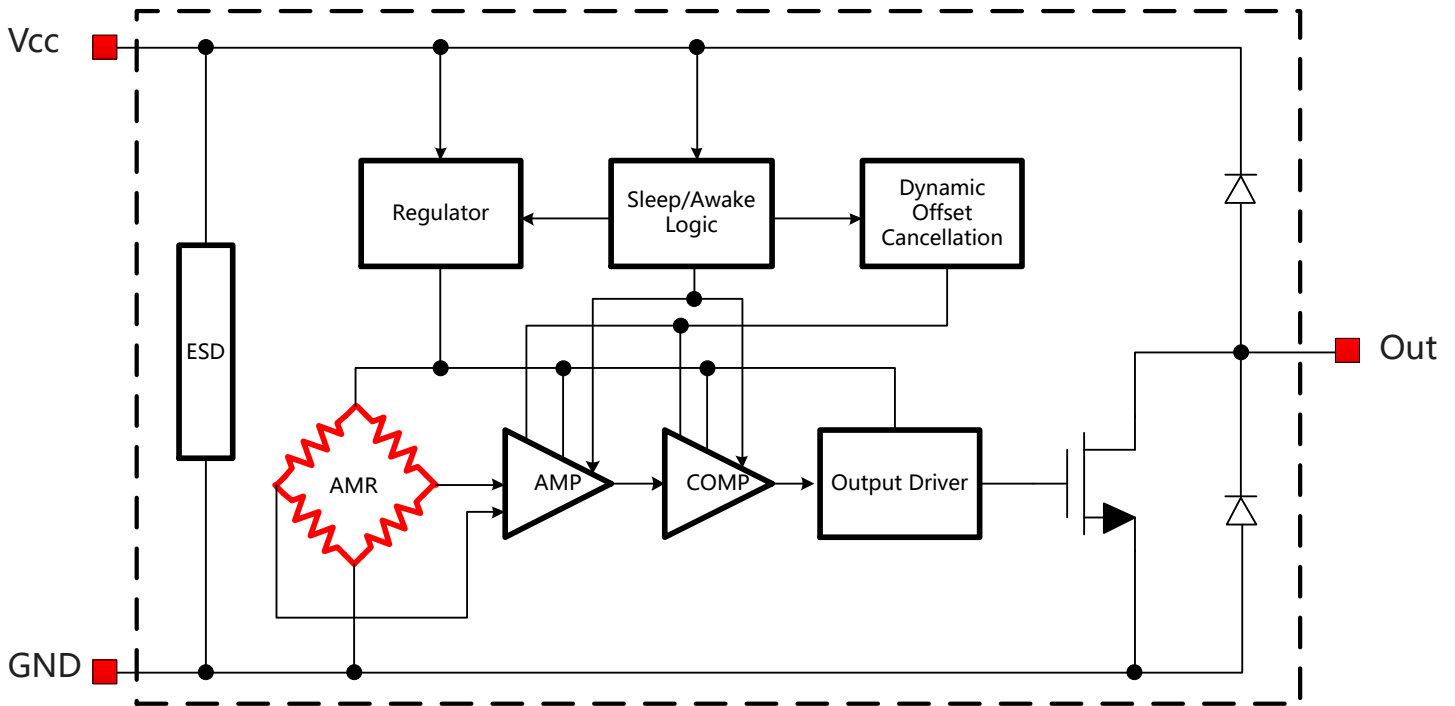 Vcc
Regulator
Sleep/Awake
Logic
Dynamic
Offset
Cancellation
ESD
Out
AMR
AMP
COMP
Output Driver
GND